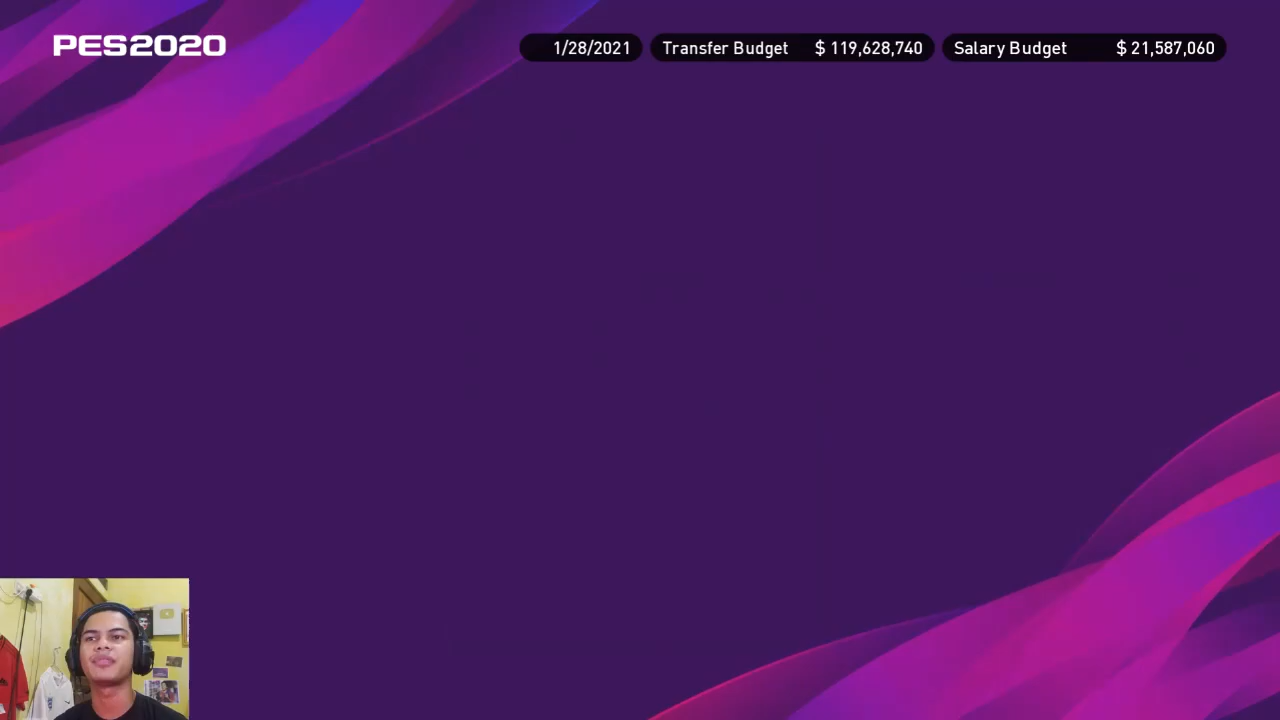 PES2020
1/28/2021 Transfer Budget $ 119,628,740 Salary Budget $ 21,587,060